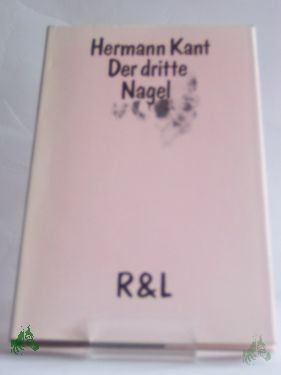 Hermann Kant
Der dritte
Nagel
R & L